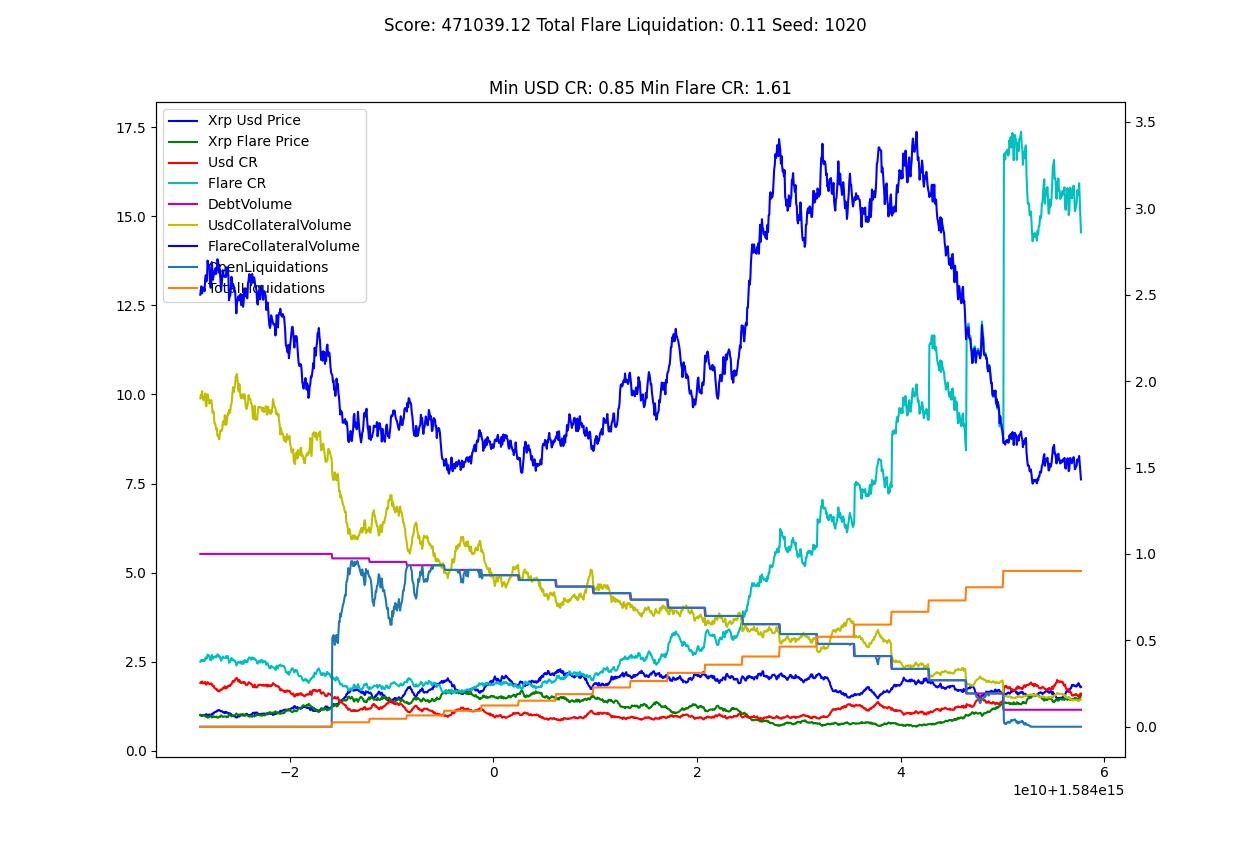 Score: 471039.12 Total Flare Liquidation: 0.11 Seed: 1020
Min USD CR: 0.85 Min Flare CR: 1.61
Xrp Usd Price
Xrp Flare Price
Usd CR
Flare CR
DebtVolume
UsdCollateralVolume
FlareCollateralVolume
OpenLiquidations
TotalLiquidations
17.5
15.0
12.5
10.0
7.5
5.0
2.5
0.0
3.5
3.0
2.5
2.0
1.5
1.0
0.5
0.0
−2 0 2 4 6
1e10+1.584e15